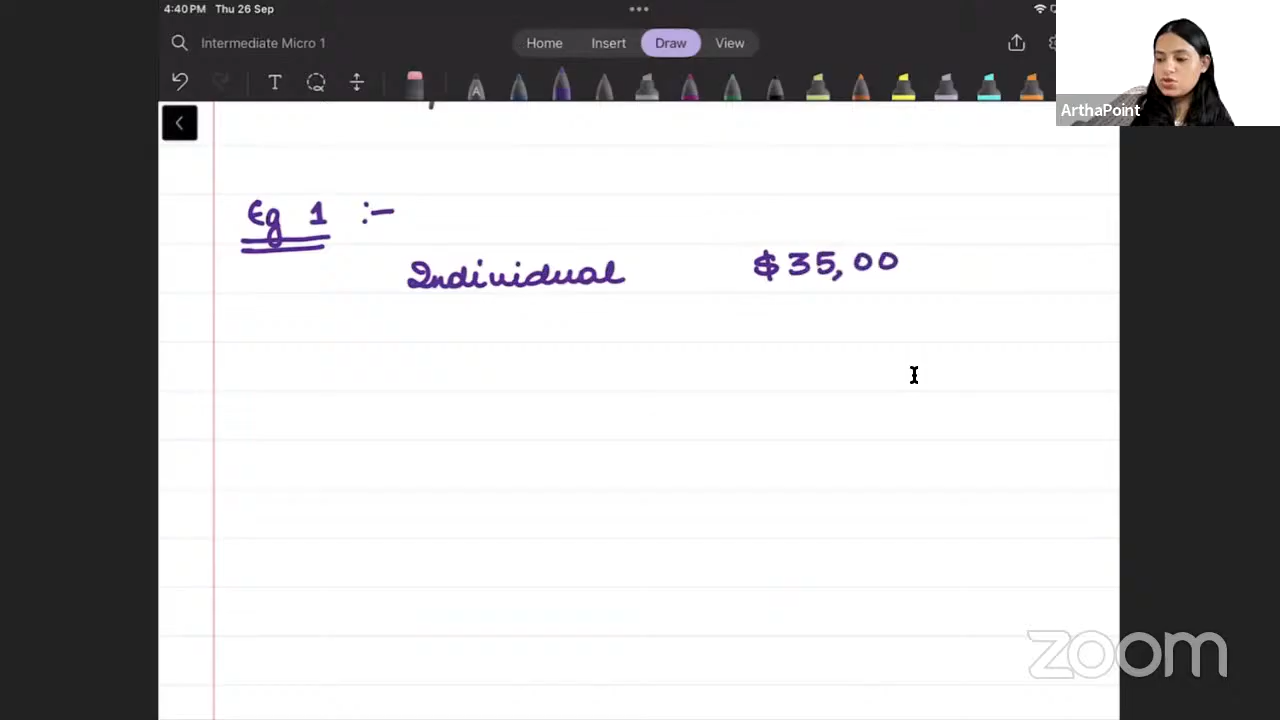 4:40 PM Thu 26 Sep
Intermediate Micro 1
Home Insert Draw View
T
A
ArthaPoint
Eg 1 :-
Individual $35,00
zoom